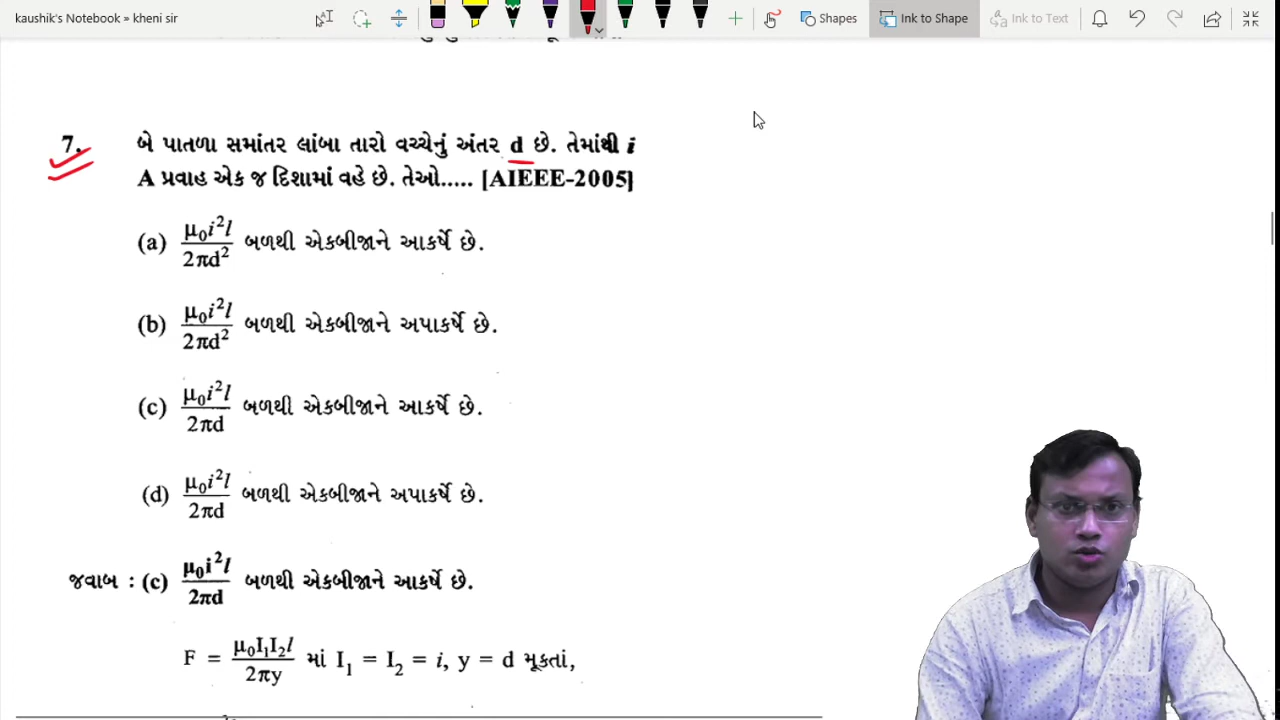 kaushik's Notebook » kheni sir
Shapes
Ink to Shape
Ink to Text
7. બે પાતળા સમાંતર લાંબા તારો વચ્ચેનું અંતર d છે. તેમાંથી i
A પ્રવાહ એક જ દિશામાં વહે છે. તેઓ..... [AIEEE-2005]
(a) μ₀i²l / 2πd² બળથી એકબીજાને આકર્ષે છે.
(b) μ₀i²l / 2πd² બળથી એકબીજાને અપાકર્ષે છે.
(c) μ₀i²l / 2πd બળથી એકબીજાને આકર્ષે છે.
(d) μ₀i²l / 2πd બળથી એકબીજાને અપાકર્ષે છે.
જવાબ : (c) μ₀i²l / 2πd બળથી એકબીજાને આકર્ષે છે.
F = μ₀I₁I₂l / 2πy માં I₁ = I₂ = i, y = d મૂકતાં,